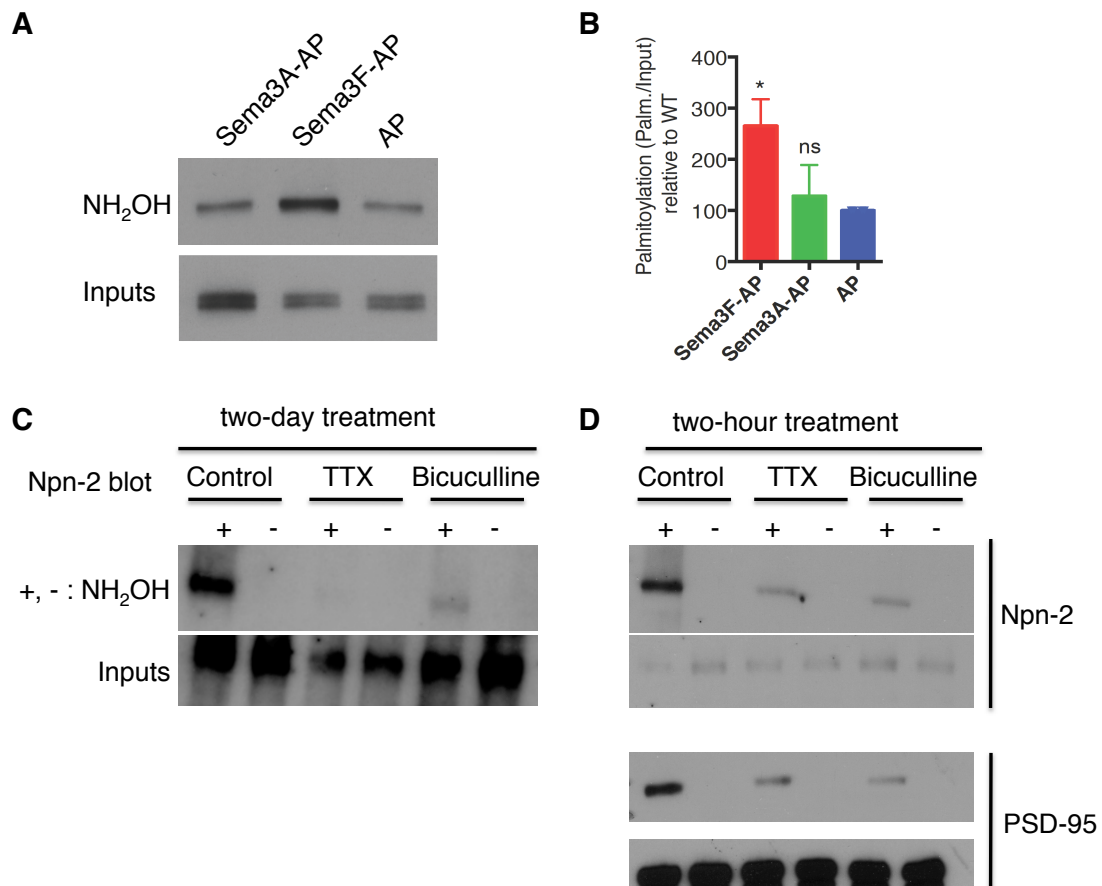 A
Sema3A-AP
Sema3F-AP
AP
NH2OH
Inputs
B
Palmitoylation (Palm./Input)
relative to WT
400
300
200
100
0
*
ns
Sema3F-AP
Sema3A-AP
AP
C
two-day treatment
Npn-2 blot
Control
TTX
Bicuculline
+ - + - + -
+, - : NH2OH
Inputs
D
two-hour treatment
Control
TTX
Bicuculline
+ - + - + -
Npn-2
PSD-95